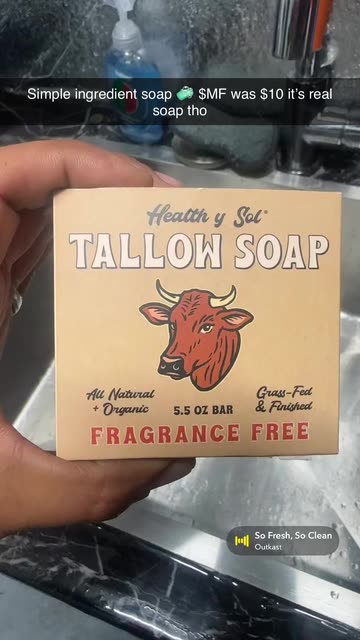 Simple ingredient soap 🧼 $MF was $10 it's real
soap tho
Health y Sol®
TALLOW SOAP
All Natural
+ Organic
5.5 OZ BAR
Grass-Fed
& Finished
FRAGRANCE FREE
So Fresh, So Clean
Outkast